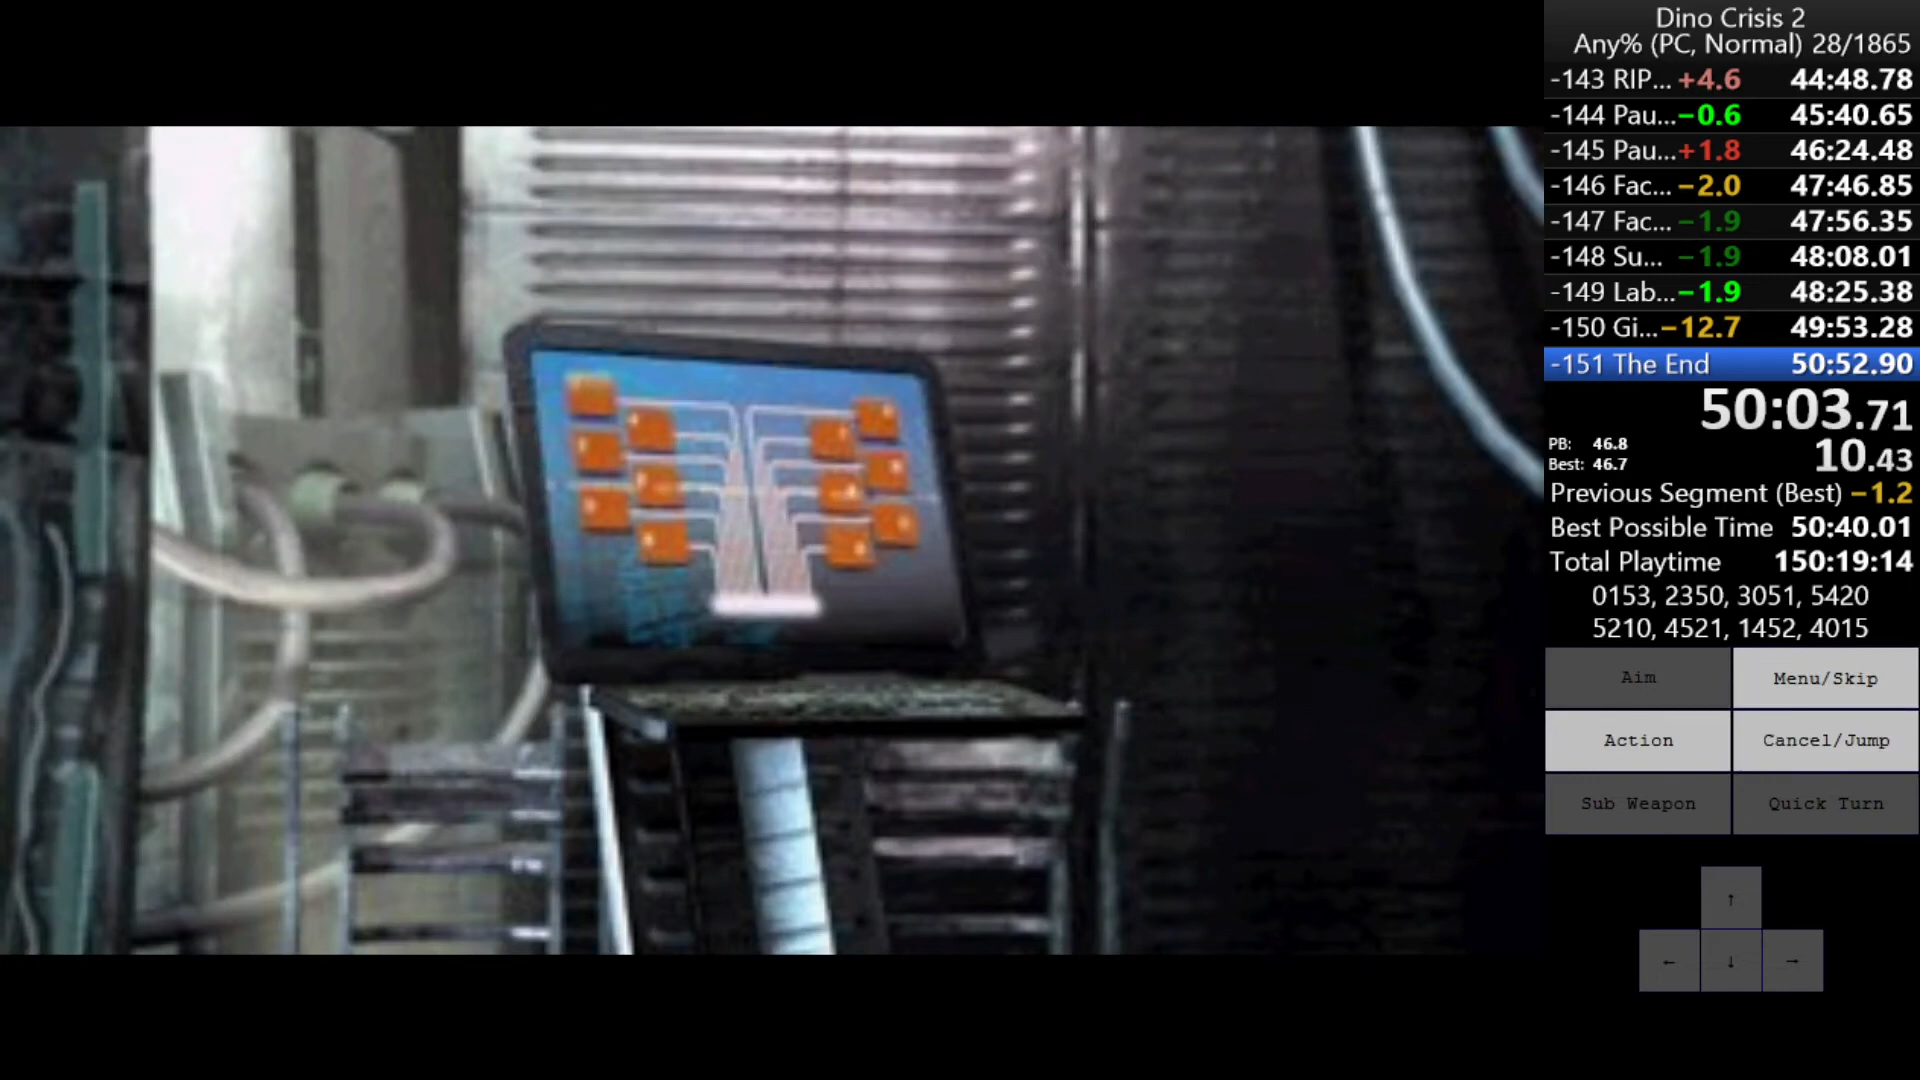 Dino Crisis 2
Any% (PC, Normal) 28/1865
-143 RIP... +4.6 44:48.78
-144 Pau... −0.6 45:40.65
-145 Pau... +1.8 46:24.48
-146 Fac... −2.0 47:46.85
-147 Fac... −1.9 47:56.35
-148 Su... −1.9 48:08.01
-149 Lab... −1.9 48:25.38
-150 Gi... −12.7 49:53.28
-151 The End 50:52.90
50:03.71
PB: 46.8
Best: 46.7
10.43
Previous Segment (Best) −1.2
Best Possible Time 50:40.01
Total Playtime 150:19:14
0153, 2350, 3051, 5420
5210, 4521, 1452, 4015
Aim Menu/Skip
Action Cancel/Jump
Sub Weapon Quick Turn
↑
← ↓ →